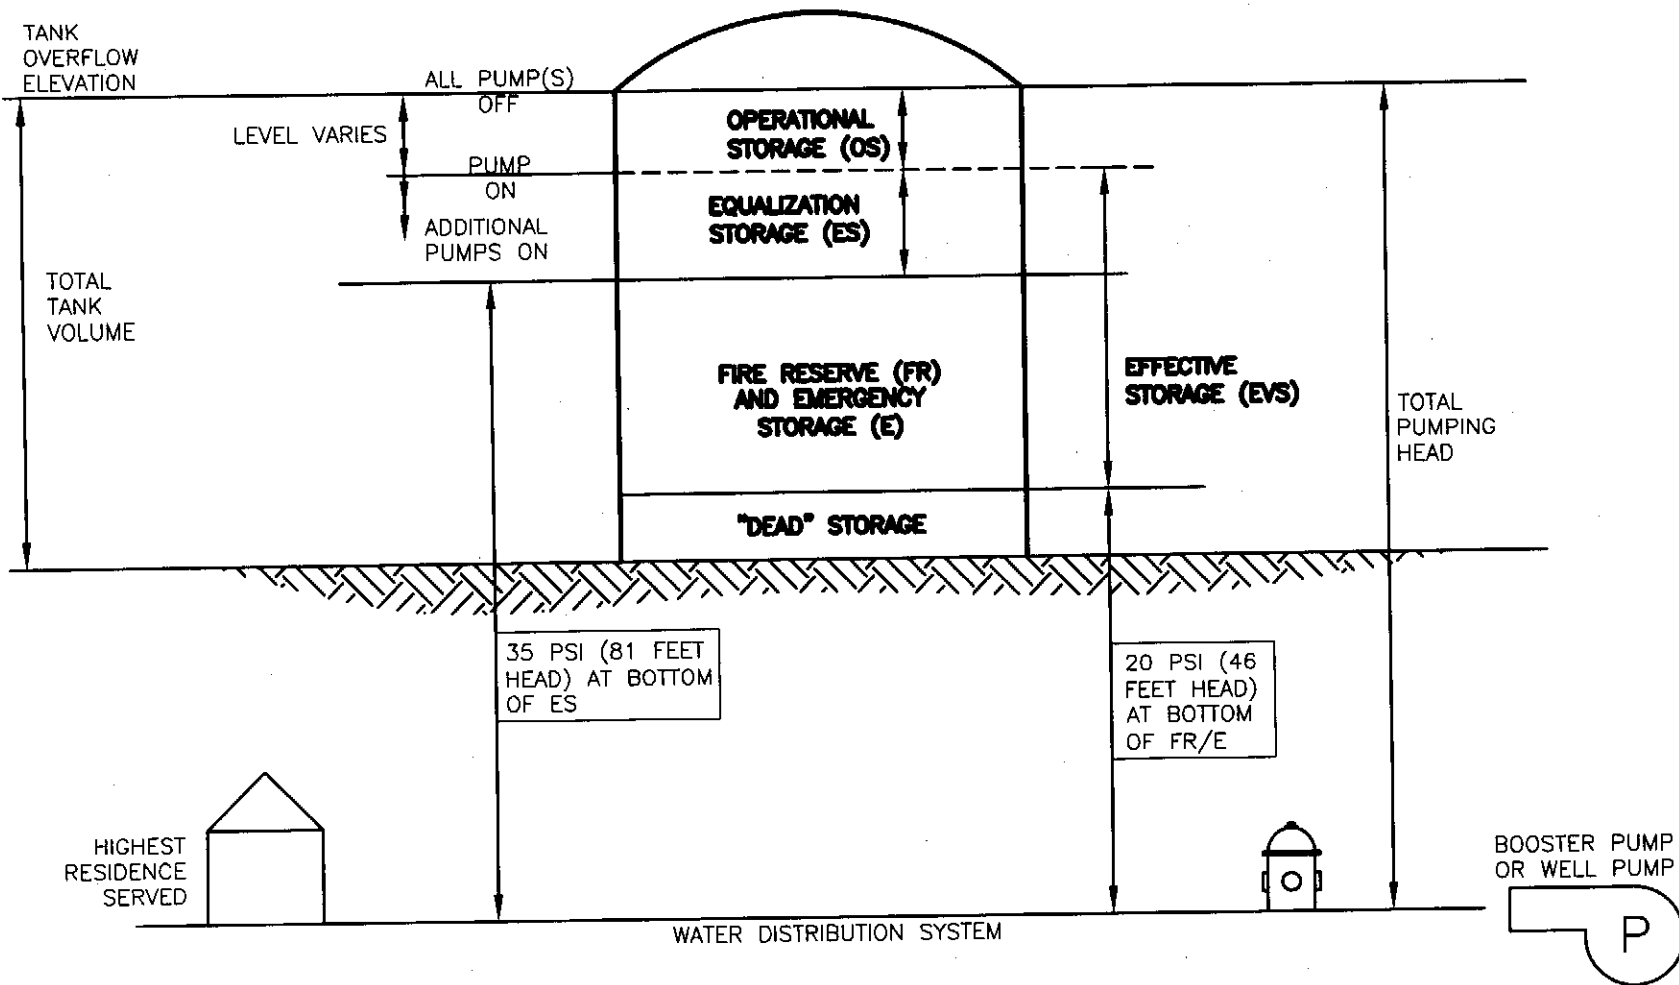 TANK
OVERFLOW
ELEVATION
ALL PUMP(S)
OFF
LEVEL VARIES
OPERATIONAL
STORAGE (OS)
PUMP
ON
EQUALIZATION
STORAGE (ES)
ADDITIONAL
PUMPS ON
TOTAL
TANK
VOLUME
FIRE RESERVE (FR)
AND EMERGENCY
STORAGE (E)
EFFECTIVE
STORAGE (EVS)
TOTAL
PUMPING
HEAD
"DEAD" STORAGE
35 PSI (81 FEET
HEAD) AT BOTTOM
OF ES
20 PSI (46
FEET HEAD)
AT BOTTOM
OF FR/E
HIGHEST
RESIDENCE
SERVED
BOOSTER PUMP
OR WELL PUMP
P
WATER DISTRIBUTION SYSTEM